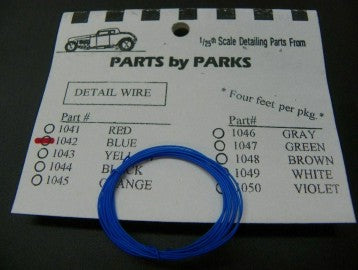 1/25th Scale Detailing Parts From
PARTS by PARKS
DETAIL WIRE
* Four feet per pkg. *
Part #
Part #
1041 RED
1042 BLUE
1043
1044
1045
1046 GRAY
1047 GREEN
1048 BROWN
1049 WHITE
1050 VIOLET